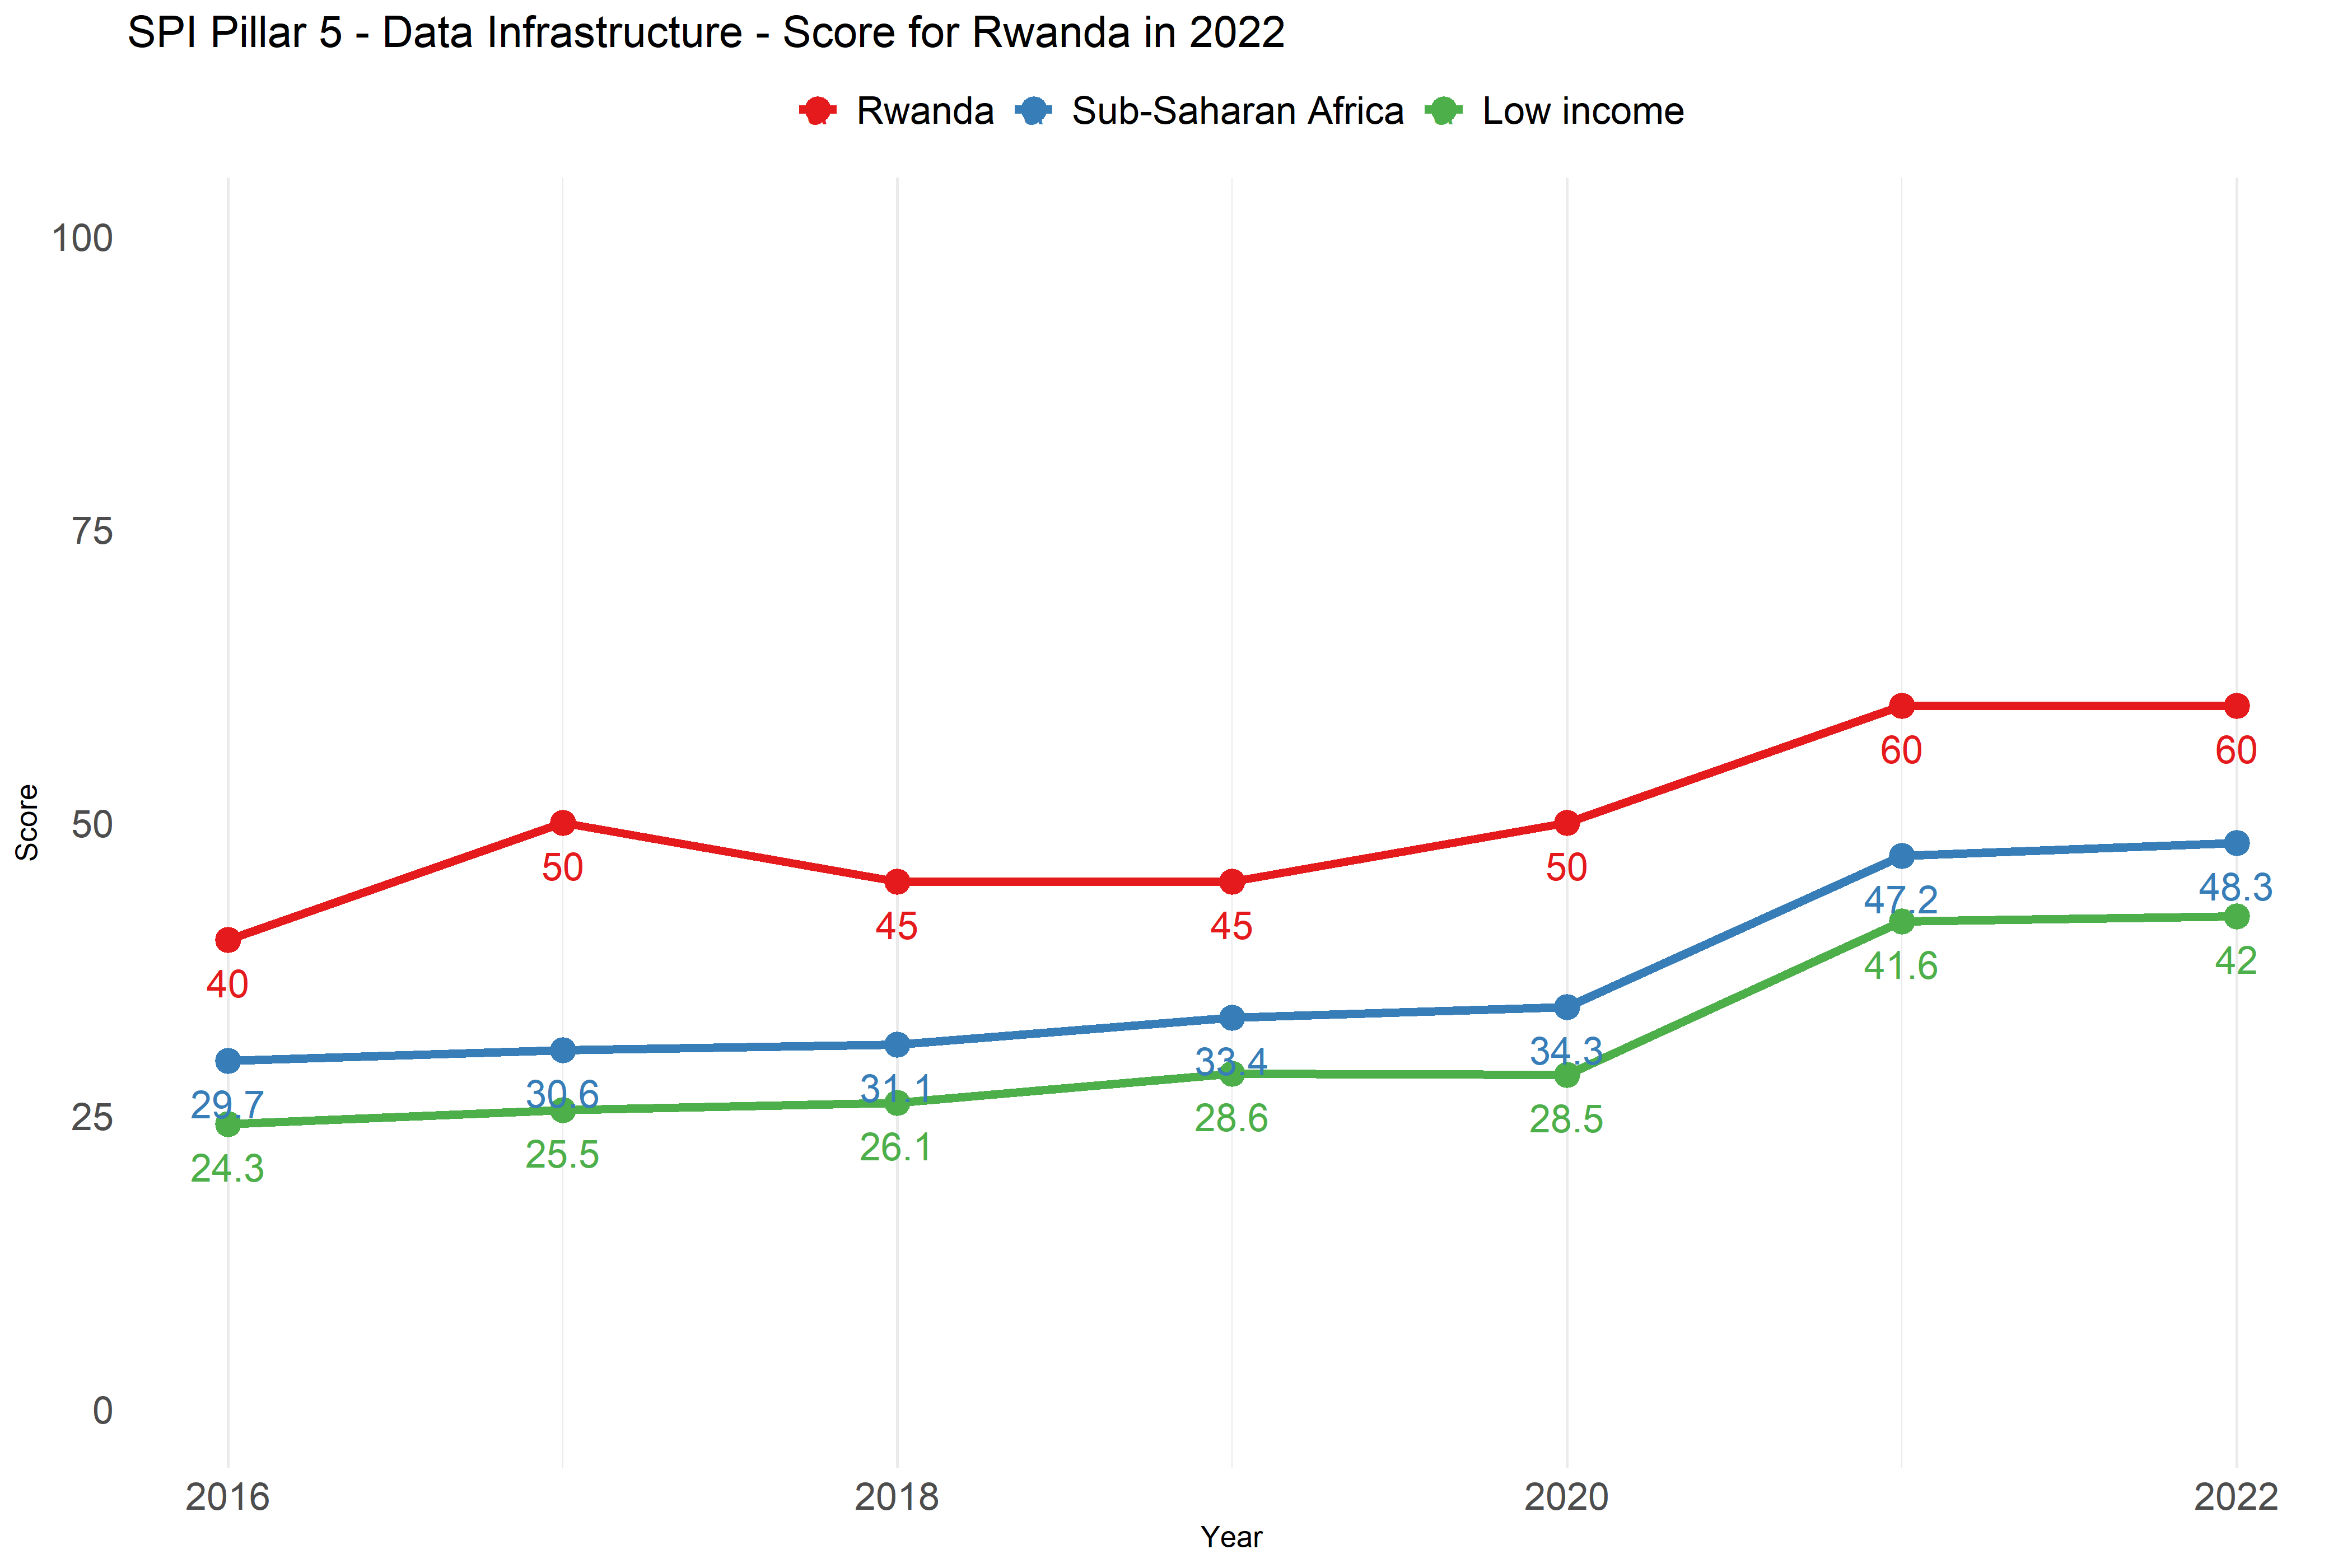 SPI Pillar 5 - Data Infrastructure - Score for Rwanda in 2022
Rwanda Sub-Saharan Africa Low income
100
75
50
25
0
Score
60 60
50 50
45 45
40
47.2 48.3
41.6 42
29.7 30.6 31.1 33.4 34.3
24.3 25.5 26.1 28.6 28.5
2016 2018 2020 2022
Year